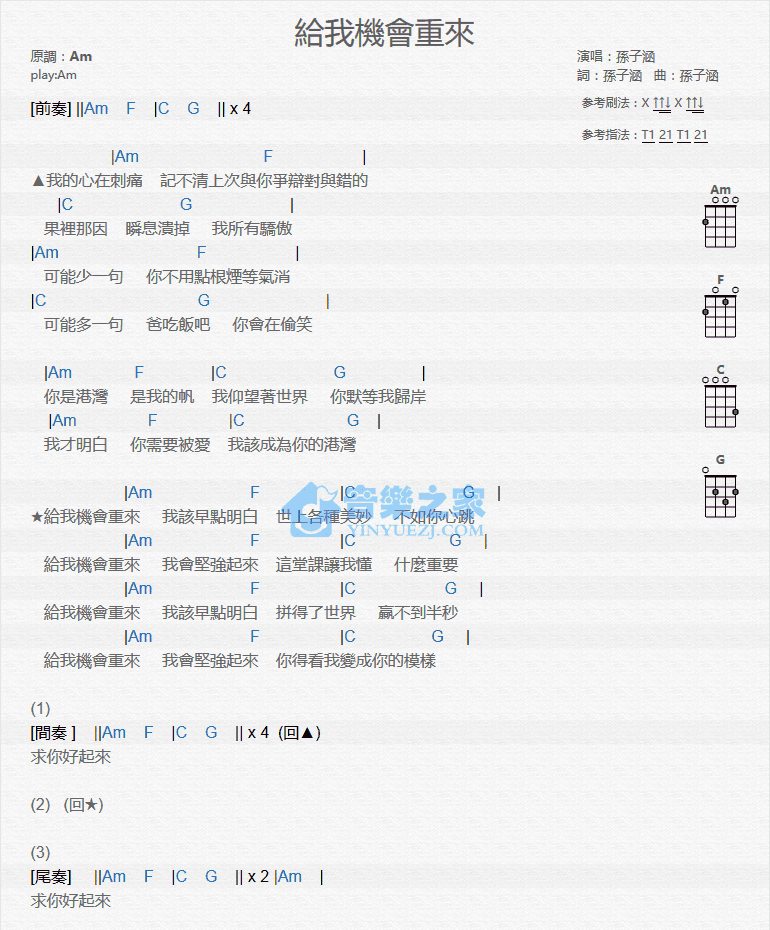 給我機會重來
原調：Am
play:Am
演唱：孫子涵
詞：孫子涵 曲：孫子涵
參考刷法：X ↑↑↓ X ↑↑↓
參考指法：T1 21 T1 21
[前奏] ||Am F |C G || x 4
|Am F |
▲我的心在刺痛 記不清上次與你爭辯對與錯的
|C G |
果裡那因 瞬息潰掉 我所有驕傲
|Am F |
可能少一句 你不用點根煙等氣消
|C G |
可能多一句 爸吃飯吧 你會在偷笑
|Am F |C G |
你是港灣 是我的帆 我仰望著世界 你默等我歸岸
|Am F |C G |
我才明白 你需要被愛 我該成為你的港灣
|Am F |C G |
★給我機會重來 我該早點明白 世上各種美妙 不如你心跳
|Am F |C G |
給我機會重來 我會堅強起來 這堂課讓我懂 什麼重要
|Am F |C G |
給我機會重來 我該早點明白 拼得了世界 贏不到半秒
|Am F |C G |
給我機會重來 我會堅強起來 你得看我變成你的模樣
(1)
[間奏 ] ||Am F |C G || x 4 (回▲)
求你好起來
(2) (回★)
(3)
[尾奏] ||Am F |C G || x 2 |Am |
求你好起來
Am
F
C
G
音樂之家
YINYUEZJ.COM